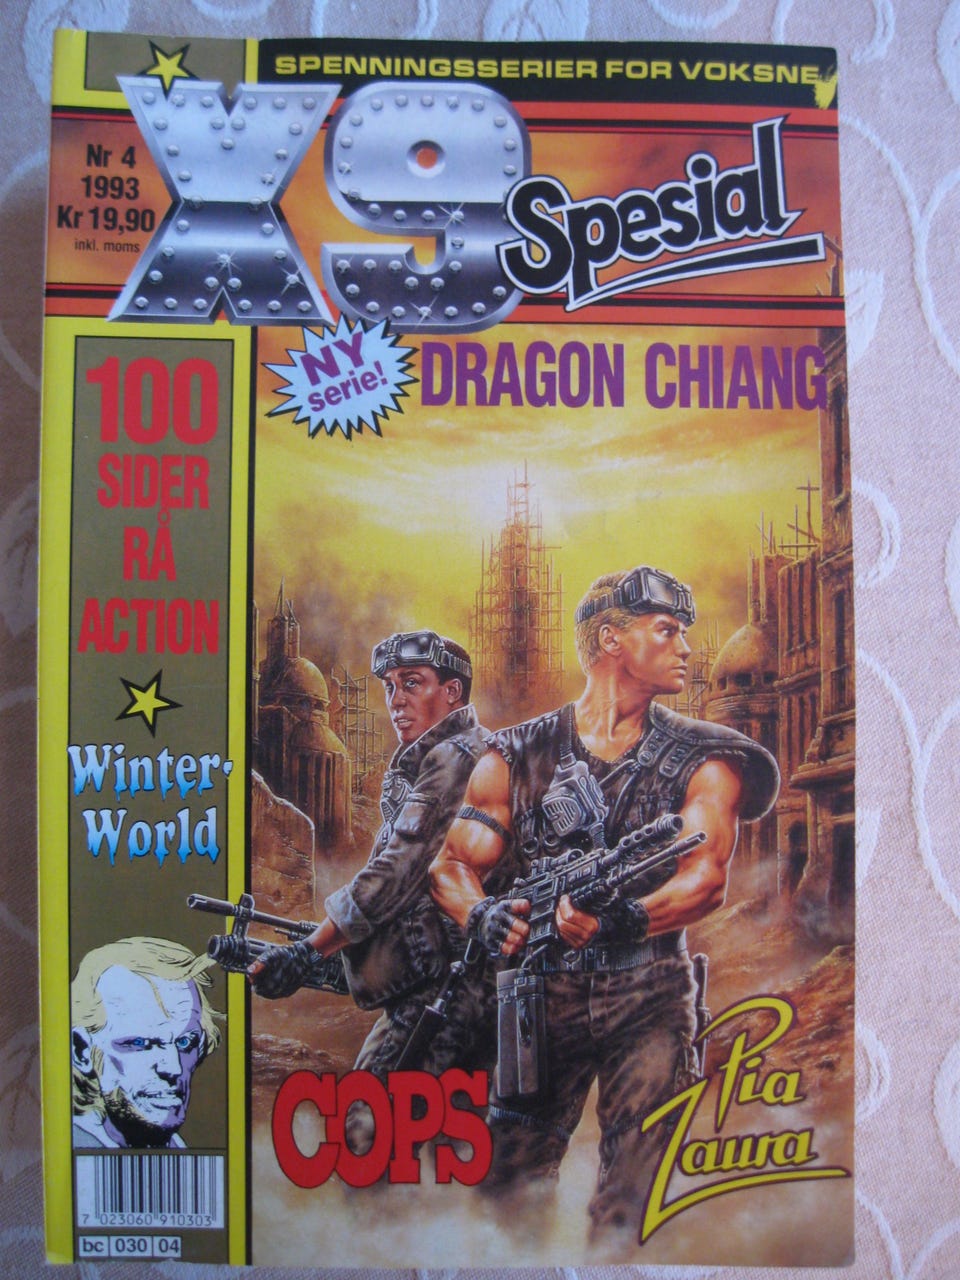 SPENNINGSSERIER FOR VOKSNE
X9
Spesial
Nr 4
1993
Kr 19,90
inkl. moms
NY
serie!
DRAGON CHIANG
100
SIDER
RÅ
ACTION
Winter-
World
COPS
Pia
Zaura
7 023060 910303
bc 030 04